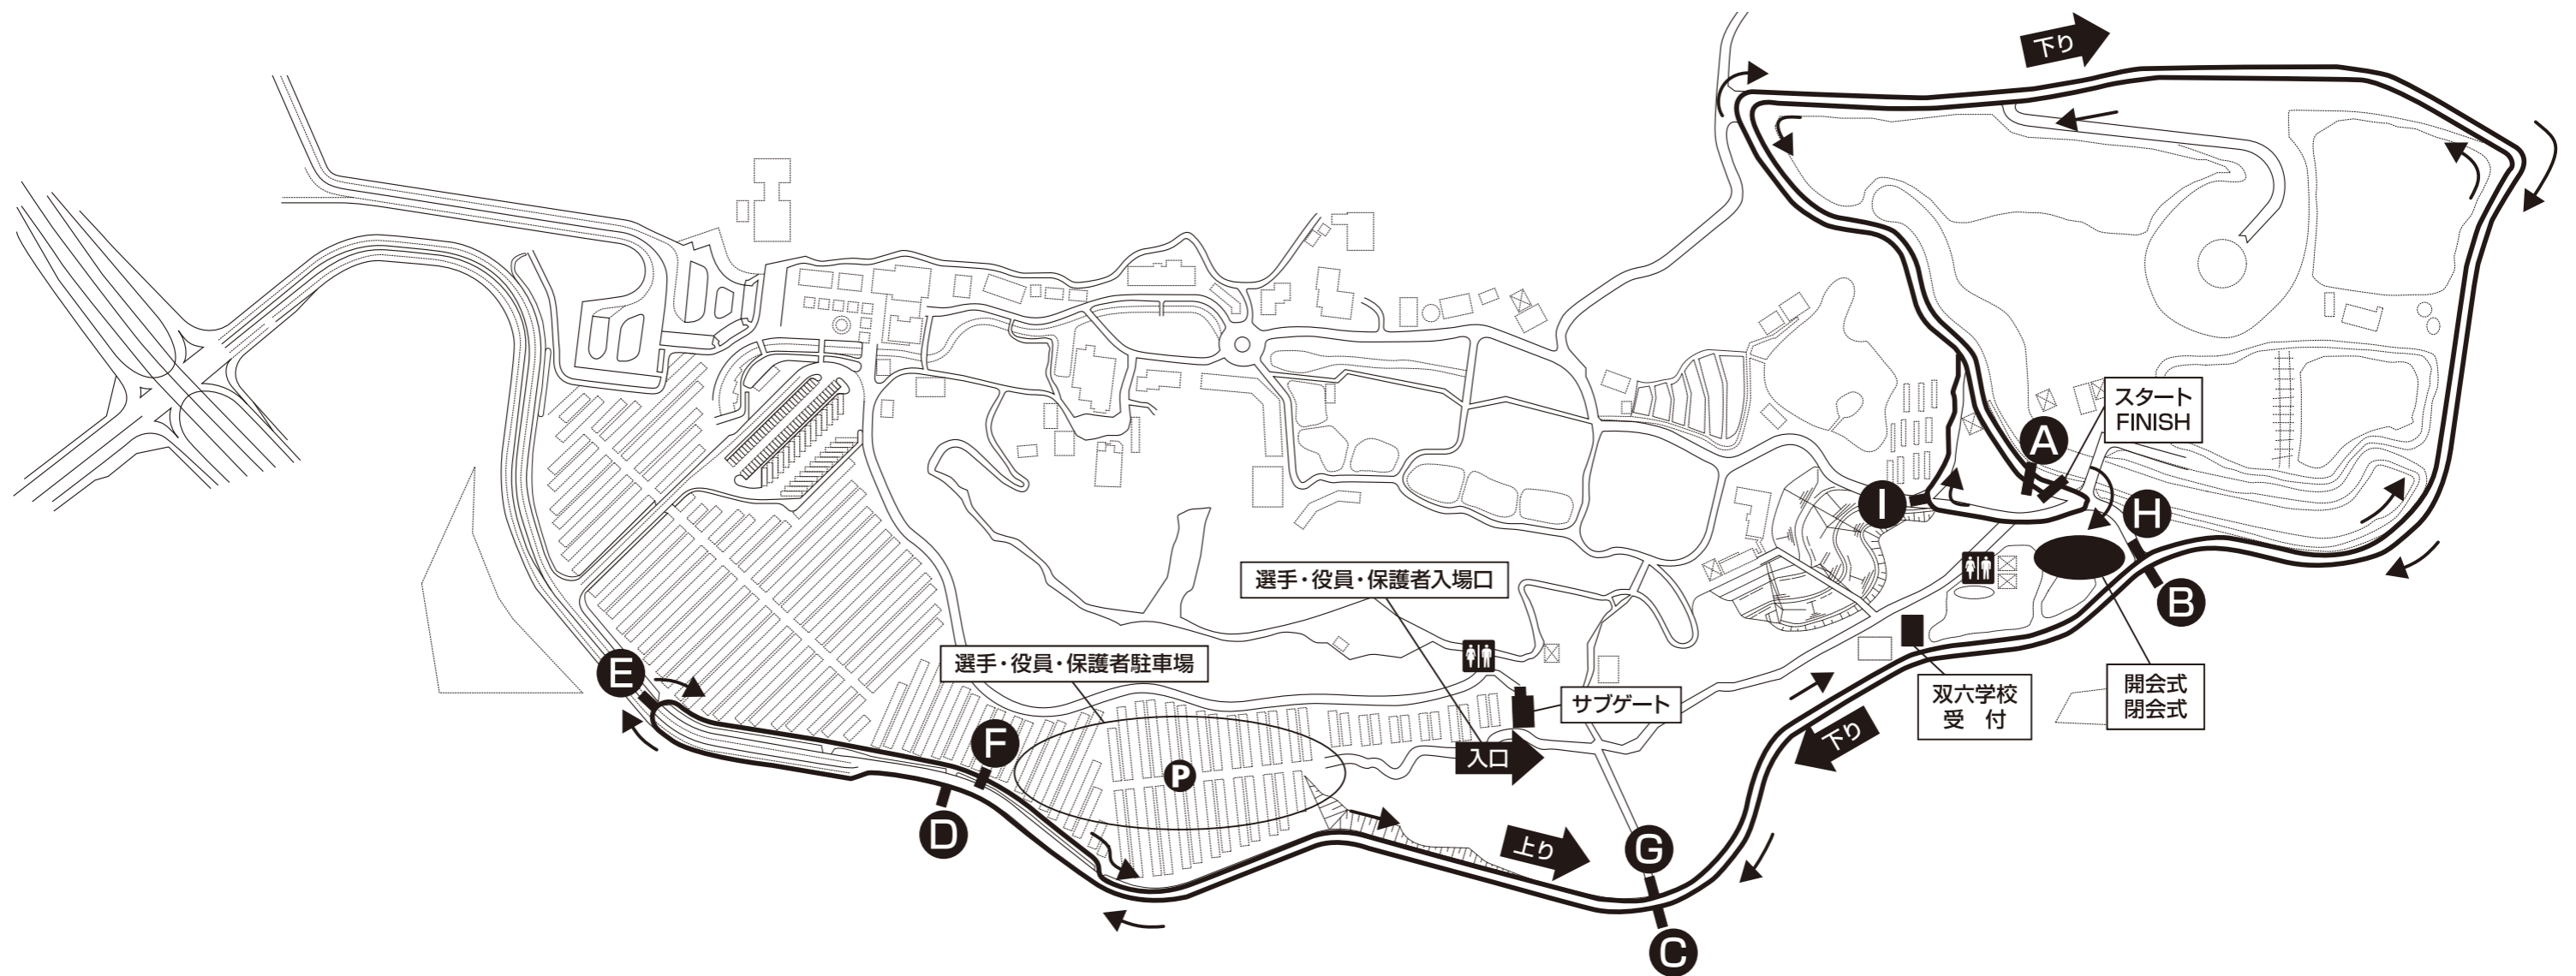 下り
スタート
FINISH
A
I
H
B
選手・役員・保護者入場口
選手・役員・保護者駐車場
E
サブゲート
双六学校
受 付
開会式
閉会式
下り
F
入口
P
D
上り
G
C